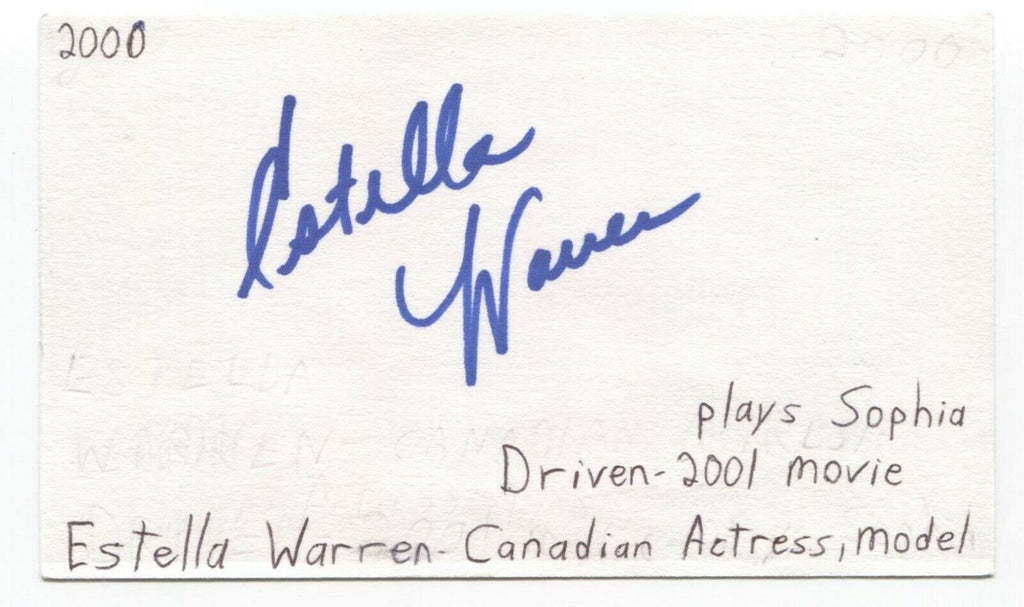 2000
Estella
Warren
plays Sophia
Driven-2001 movie
Estella Warren-Canadian Actress, model